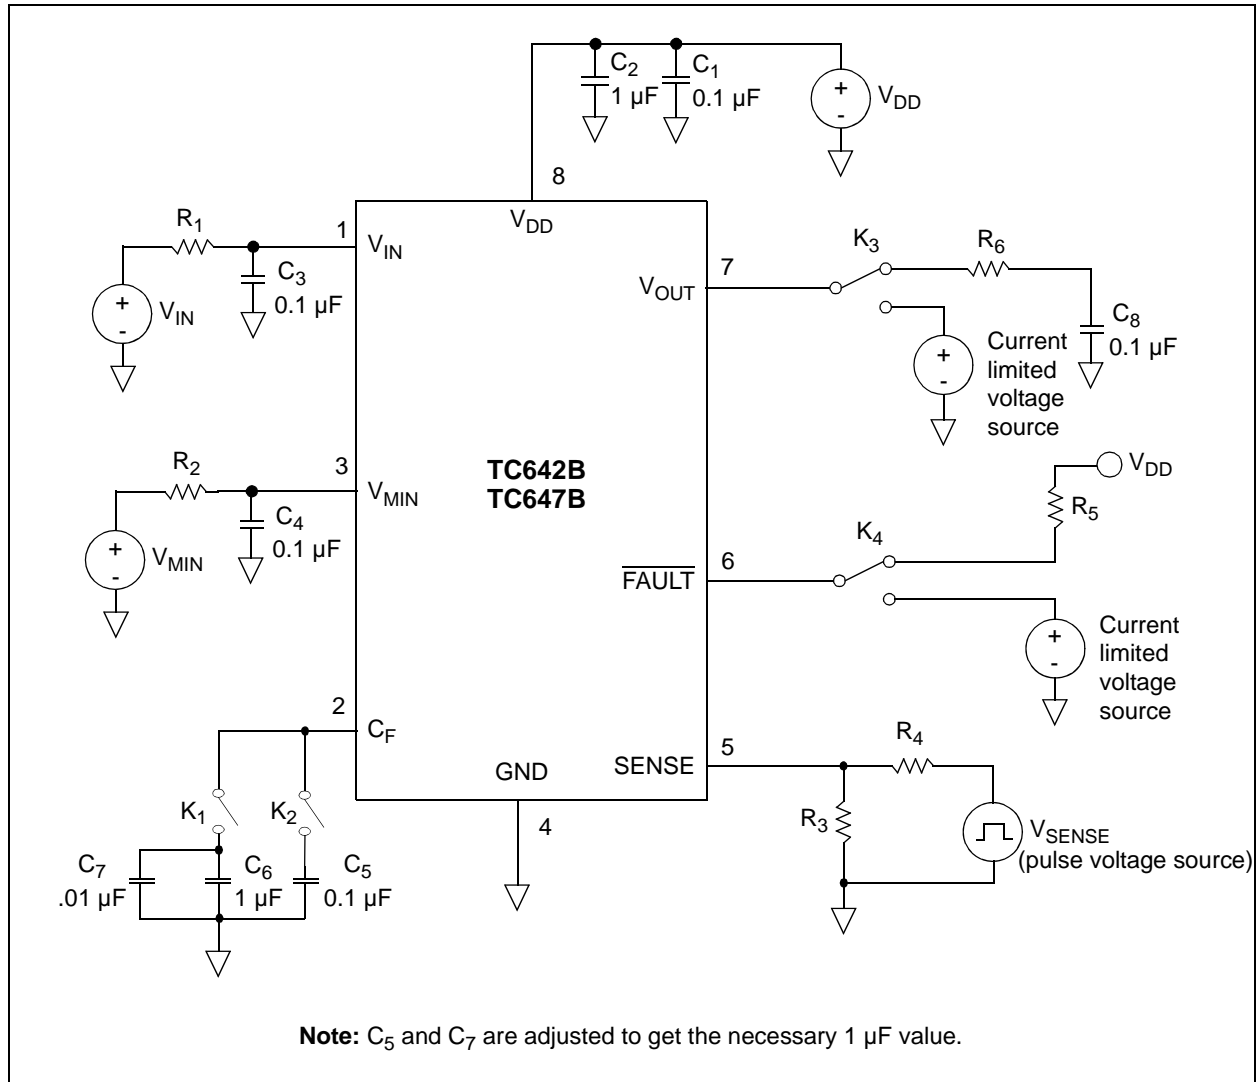 C2
1 µF
C1
0.1 µF
+
-
VDD
8
VDD
R1
1
VIN
C3
0.1 µF
+
-
VIN
7
VOUT
K3
R6
C8
0.1 µF
+
-
Current
limited
voltage
source
TC642B
TC647B
R2
3
VMIN
C4
0.1 µF
+
-
VMIN
VDD
R5
K4
6
FAULT
+
-
Current
limited
voltage
source
2
CF
K1
K2
C7
.01 µF
C6
1 µF
C5
0.1 µF
GND
4
SENSE
5
R4
R3
VSENSE
(pulse voltage source)
Note: C5 and C7 are adjusted to get the necessary 1 µF value.